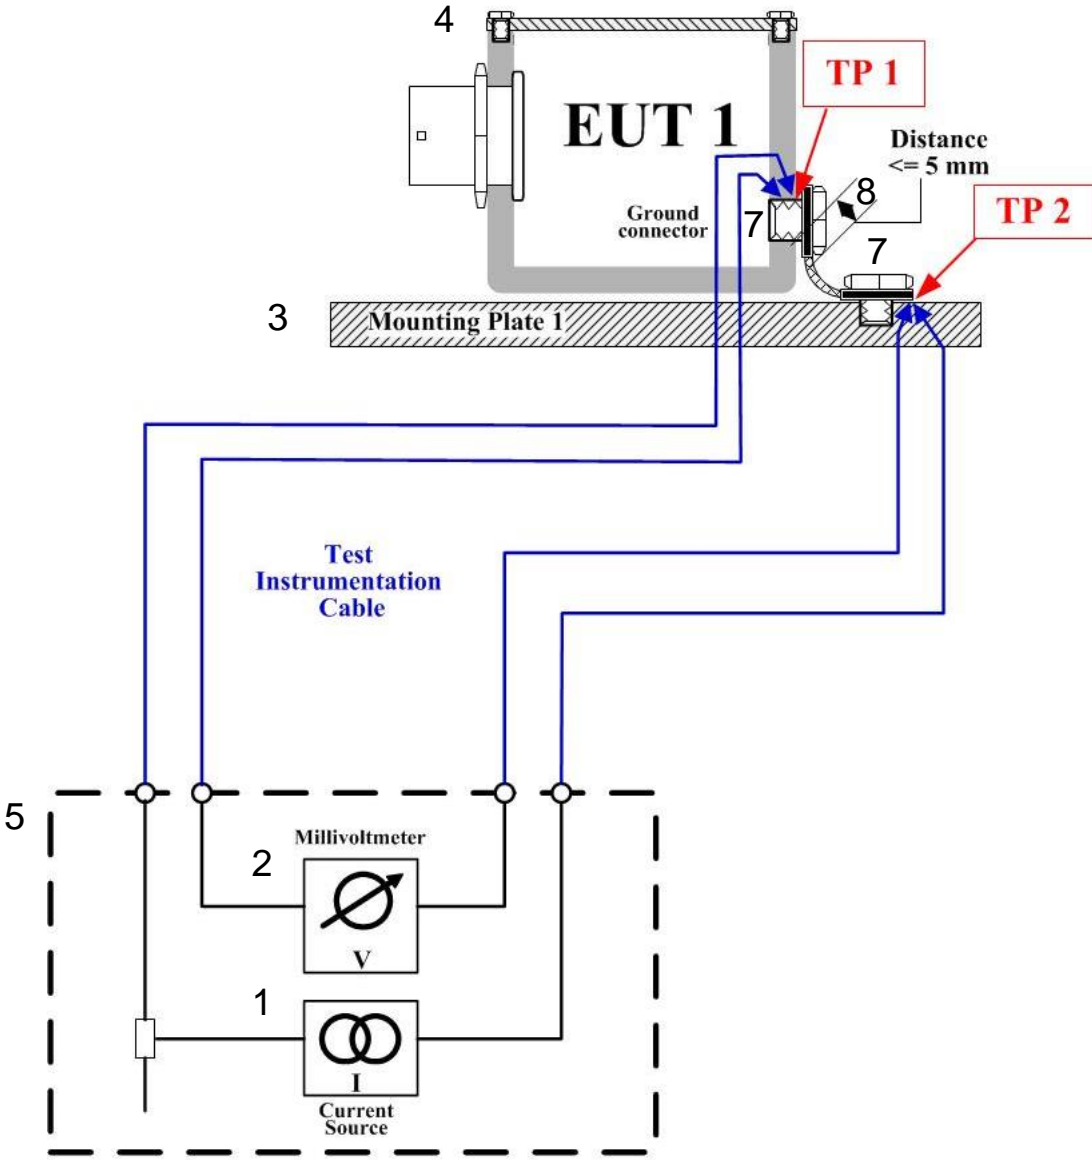 4
TP 1
EUT 1
Distance
<= 5 mm
8
TP 2
Ground
connector
7
7
3
Mounting Plate 1
Test
Instrumentation
Cable
5
Millivoltmeter
2
V
1
I
Current
Source